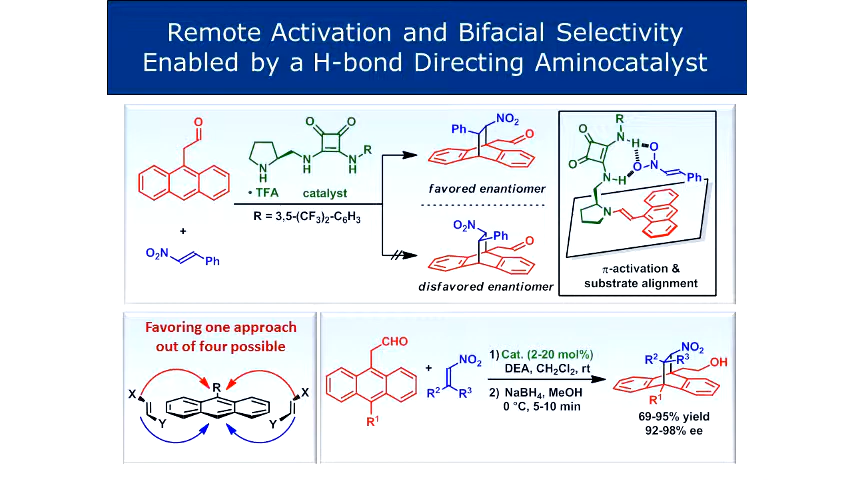 Remote Activation and Bifacial Selectivity
Enabled by a H-bond Directing Aminocatalyst
O
+
O₂N
Ph
O
O
N
H
N
H
N
H
R
• TFA
catalyst
R = 3,5-(CF₃)₂-C₆H₃
Ph
NO₂
O
favored enantiomer
O₂N
Ph
O
disfavored enantiomer
R
O
O
N
H
O
N
O
N
H
Ph
N
π-activation &
substrate alignment
Favoring one approach
out of four possible
X
Y
R
X
Y
CHO
R¹
+
NO₂
R²
R³
1) Cat. (2-20 mol%)
DEA, CH₂Cl₂, rt
2) NaBH₄, MeOH
0 °C, 5-10 min
NO₂
R²
R³
OH
R¹
69-95% yield
92-98% ee